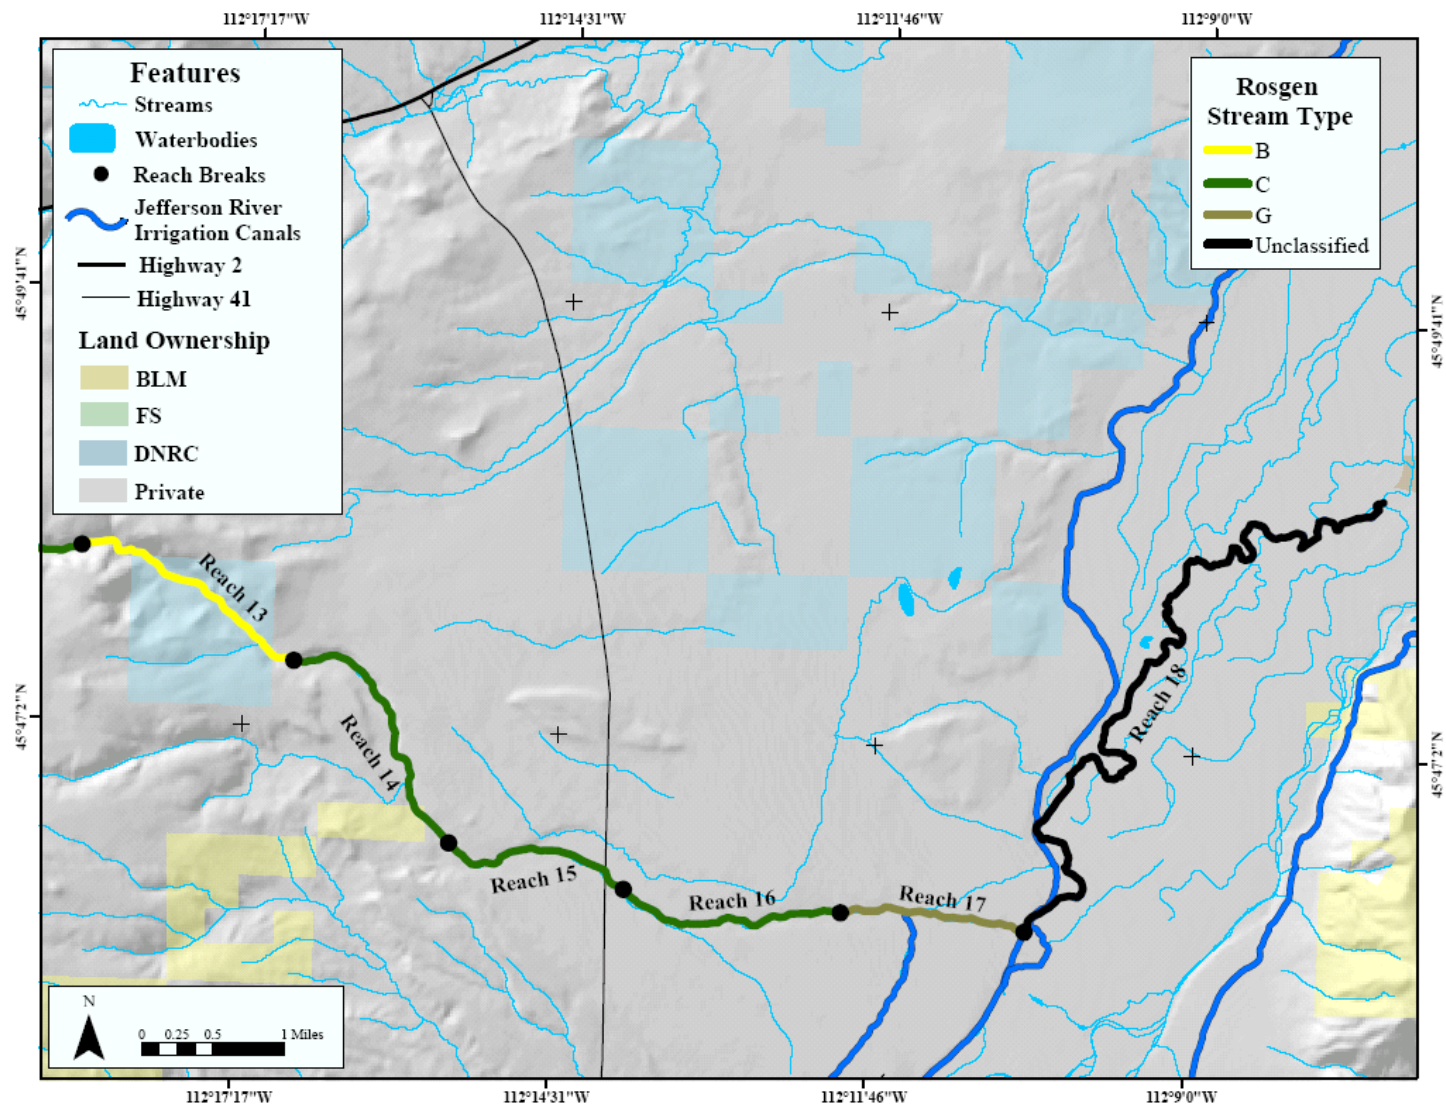 112°17'17"W 112°14'31"W 112°11'46"W 112°9'0"W
Features
Streams
Waterbodies
Reach Breaks
Jefferson River
Irrigation Canals
Highway 2
Highway 41
Land Ownership
BLM
FS
DNRC
Private
Rosgen
Stream Type
B
C
G
Unclassified
45°49'41"N
45°49'41"N
45°47'2"N
45°47'2"N
Reach 13
Reach 14
Reach 15
Reach 16
Reach 17
Reach 18
N
0 0.25 0.5 1 Miles
112°17'17"W 112°14'31"W 112°11'46"W 112°9'0"W